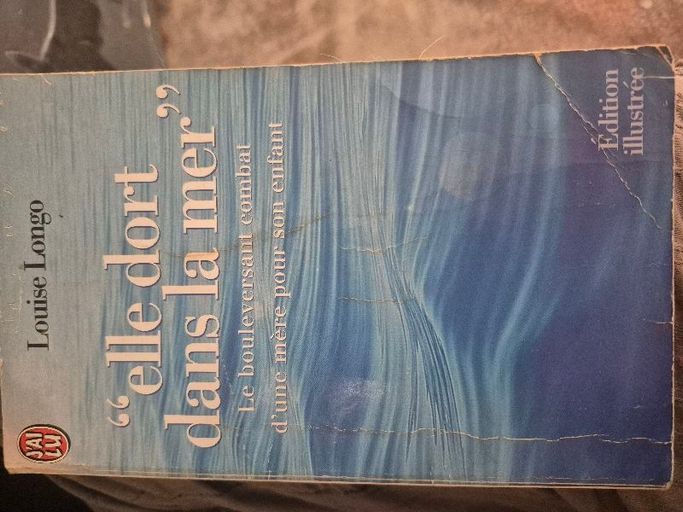 Louise Longo
J'AI
LU
“elle dort
dans la mer”
Le bouleversant combat
d'une mère pour son enfant
Édition
illustrée